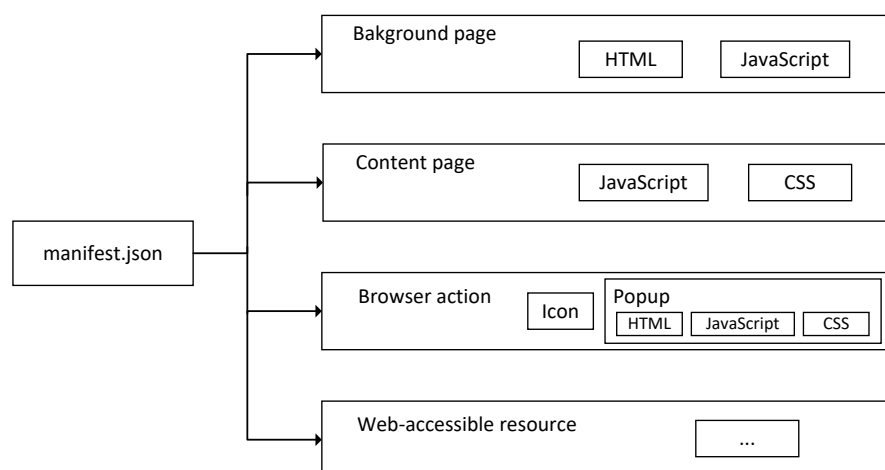 Bakground page
HTML
JavaScript
Content page
JavaScript
CSS
manifest.json
Browser action
Icon
Popup
HTML
JavaScript
CSS
Web-accessible resource
...